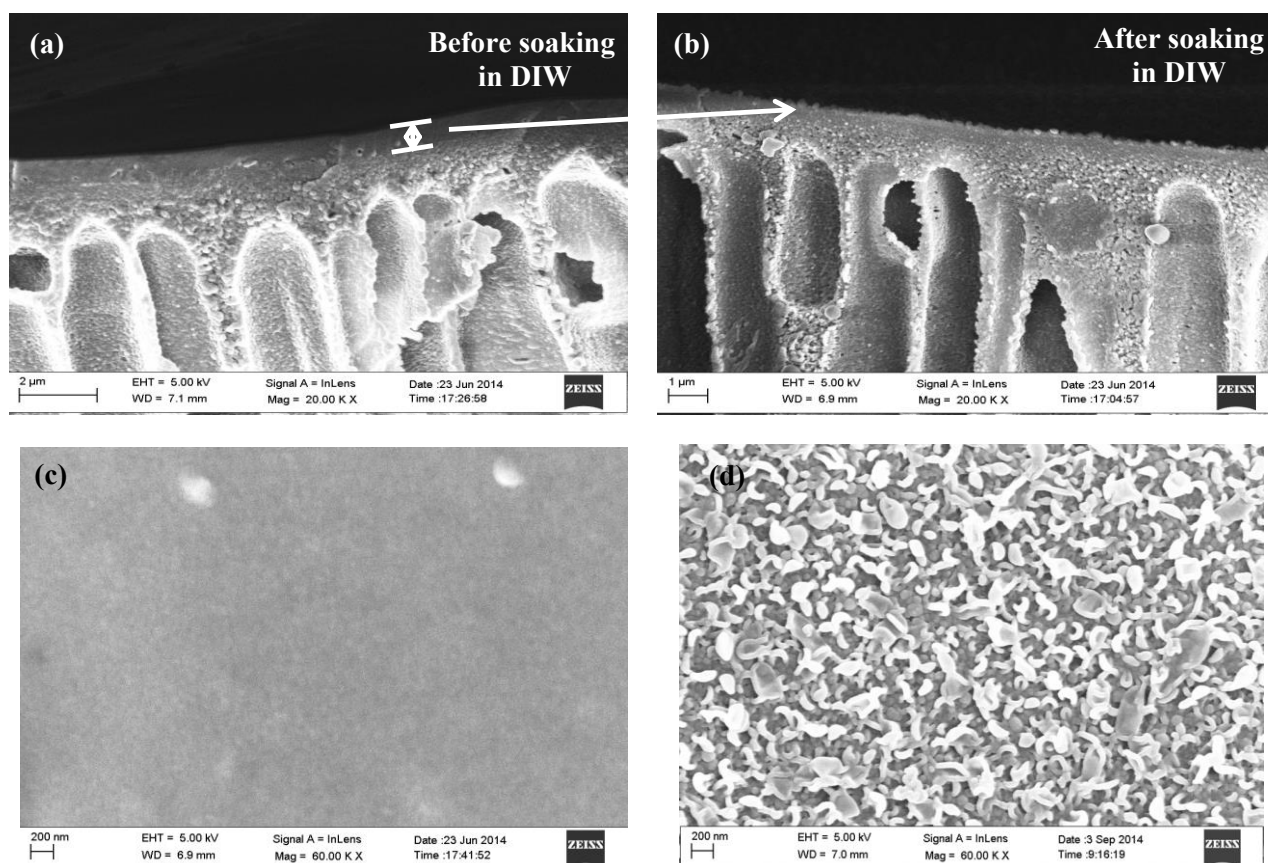 (a)
Before soaking
in DIW
2 µm
EHT = 5.00 kV
Signal A = InLens
Date :23 Jun 2014
WD = 7.1 mm
Mag = 20.00 K X
Time :17:26:58
ZEISS
(b)
After soaking
in DIW
1 µm
EHT = 5.00 kV
Signal A = InLens
Date :23 Jun 2014
WD = 6.9 mm
Mag = 20.00 K X
Time :17:04:57
ZEISS
(c)
200 nm
EHT = 5.00 kV
Signal A = InLens
Date :23 Jun 2014
WD = 6.9 mm
Mag = 60.00 K X
Time :17:41:52
ZEISS
(d)
200 nm
EHT = 5.00 kV
Signal A = InLens
Date :3 Sep 2014
WD = 7.0 mm
Mag = 60.00 K X
Time :9:16:19
ZEISS